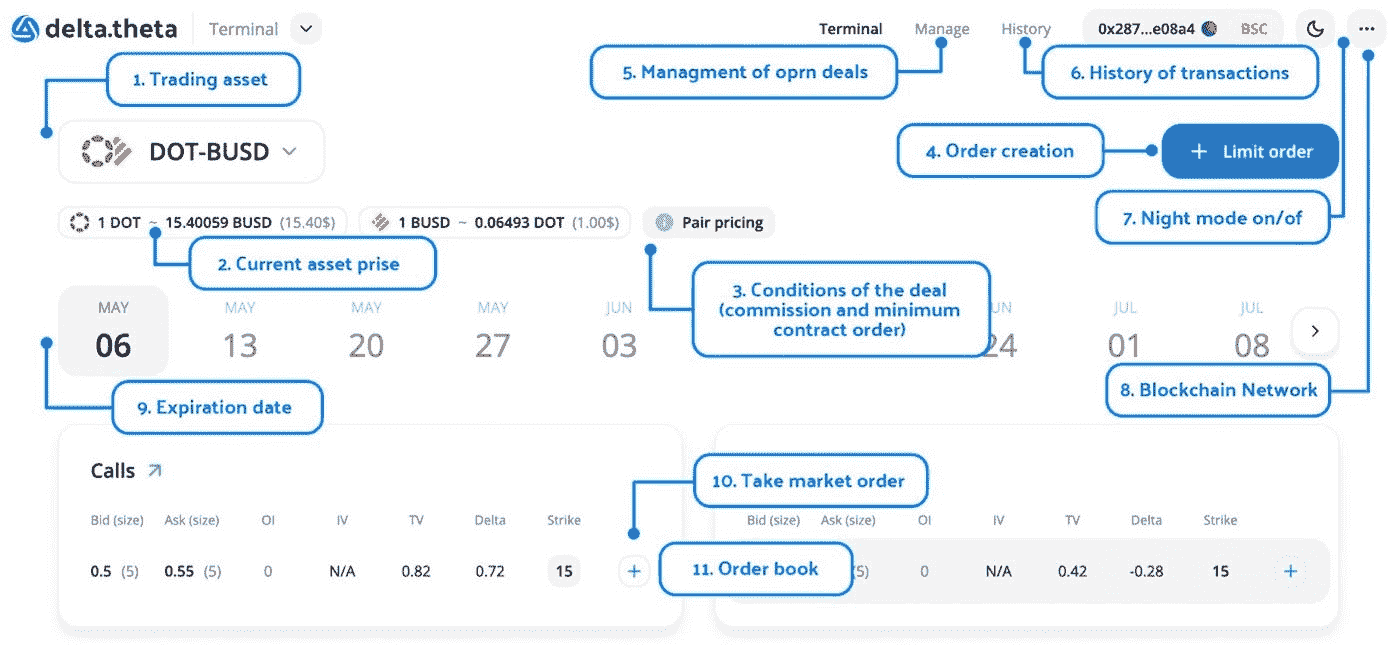 delta.theta Terminal Terminal Manage History 0x287...e08a4 BSC ...
1. Trading asset
5. Managment of oprn deals
6. History of transactions
DOT-BUSD
4. Order creation
+ Limit order
7. Night mode on/of
1 DOT ~ 15.40059 BUSD (15.40$) 1 BUSD ~ 0.06493 DOT (1.00$) Pair pricing
2. Current asset prise
3. Conditions of the deal
(commission and minimum
contract order)
MAY MAY MAY MAY JUN UN JUL JUL
06 13 20 27 03 24 01 08
8. Blockchain Network
9. Expiration date
Calls
10. Take market order
Bid (size) Ask (size) OI IV TV Delta Strike Bid (size) Ask (size) OI IV TV Delta Strike
0.5 (5) 0.55 (5) 0 N/A 0.82 0.72 15 + 11. Order book (5) 0 N/A 0.42 -0.28 15 +